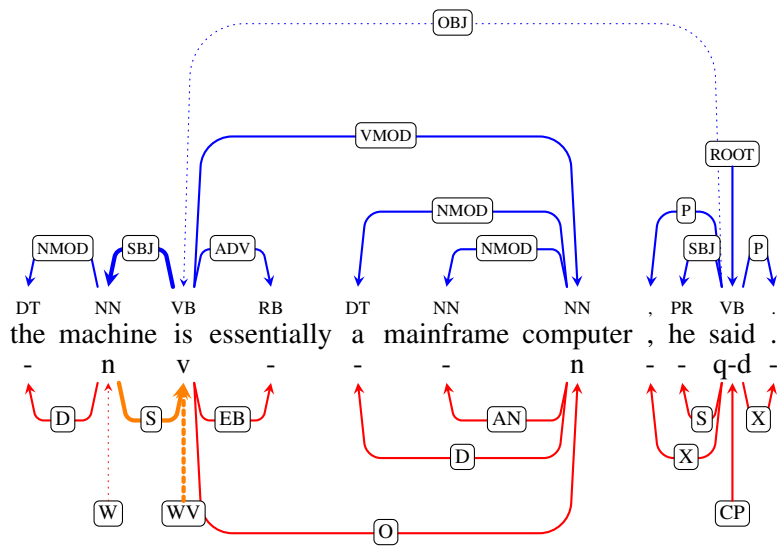 OBJ
VMOD
ROOT
NMOD P
NMOD SBJ ADV NMOD SBJ P
DT NN VB RB DT NN NN , PR VB .
the machine is essentially a mainframe computer , he said .
- n v - - - n - - q-d -
D S EB AN S X
D X
W WV CP
O